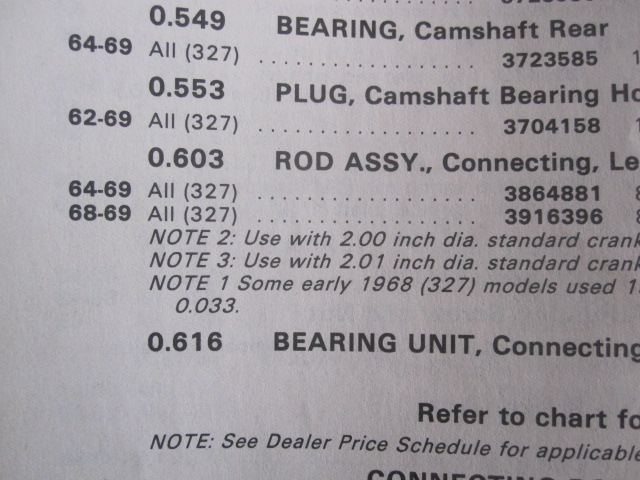 0.549 BEARING, Camshaft Rear
64-69 All (327) .................... 3723585 1
0.553 PLUG, Camshaft Bearing Ho
62-69 All (327) .................... 3704158
0.603 ROD ASSY., Connecting, Le
64-69 All (327) .................... 3864881
68-69 All (327) .................... 3916396
NOTE 2: Use with 2.00 inch dia. standard crank
NOTE 3: Use with 2.01 inch dia. standard crank
NOTE 1 Some early 1968 (327) models used 1
0.033.
0.616 BEARING UNIT, Connecting
Refer to chart fo
NOTE: See Dealer Price Schedule for applicable